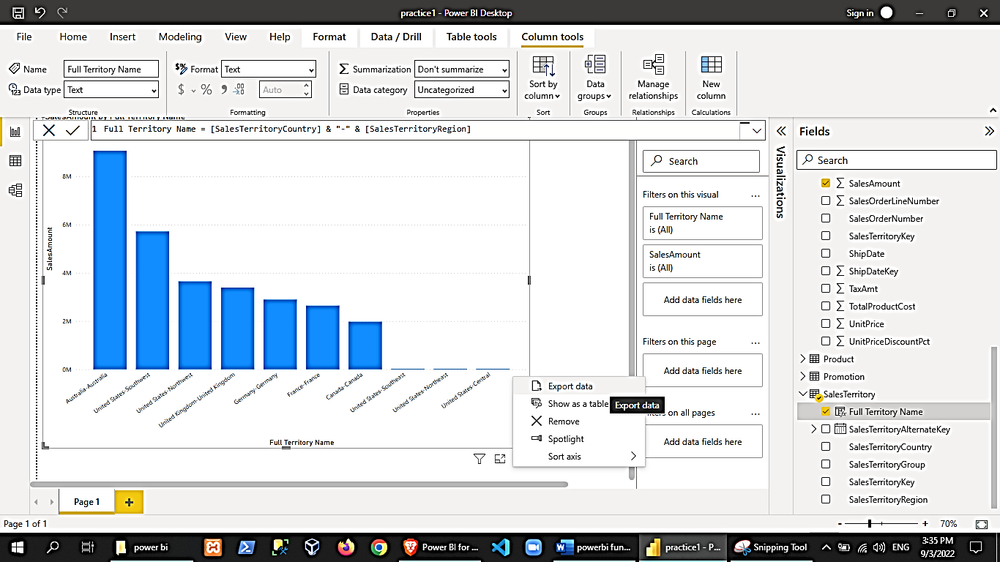 practice1 - Power BI Desktop
Sign in
File Home Insert Modeling View Help Format Data / Drill Table tools Column tools
Name Full Territory Name
Data type Text
Structure
$% Format Text
$ % 9 .00 Auto
Formatting
Σ Summarization Don't summarize
Data category Uncategorized
Properties
Sort by
column
Sort
Data
groups
Groups
Manage
relationships
Relationships
New
column
Calculations
SalesAmount by Full Territory Name
1 Full Territory Name = [SalesTerritoryCountry] & "-" & [SalesTerritoryRegion]
8M
6M
4M
2M
0M
SalesAmount
Australia-Australia
United States-Southwest
United States-Northwest
United Kingdom-United Kingdom
Germany-Germany
France-France
Canada-Canada
United States-Southeast
United States-Northeast
United States-Central
Full Territory Name
Export data
Show as a table
Remove
Spotlight
Sort axis
Export data
Search
Filters on this visual ...
Full Territory Name
is (All)
SalesAmount
is (All)
Add data fields here
Filters on this page ...
Add data fields here
on all pages ...
Add data fields here
Visualizations
Fields
Search
Σ SalesAmount
Σ SalesOrderLineNumber
SalesOrderNumber
SalesTerritoryKey
ShipDate
Σ ShipDateKey
Σ TaxAmt
Σ TotalProductCost
Σ UnitPrice
Σ UnitPriceDiscountPct
Product
Promotion
SalesTerritory
Full Territory Name
SalesTerritoryAlternateKey
SalesTerritoryCountry
SalesTerritoryGroup
SalesTerritoryKey
SalesTerritoryRegion
Page 1 +
Page 1 of 1
- + 70%
power bi
Power BI for ...
powerbi fun...
practice1 - P...
Snipping Tool
ENG
3:35 PM
9/3/2022